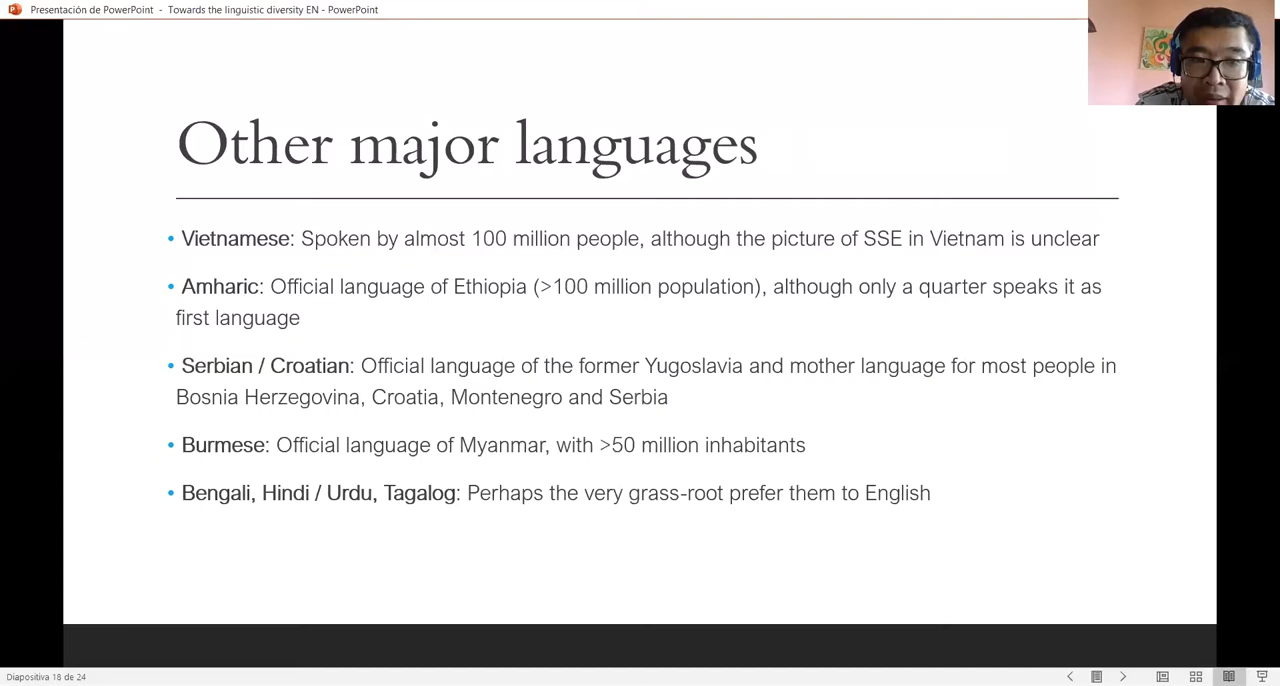 Presentación de PowerPoint - Towards the linguistic diversity EN - PowerPoint
Other major languages
• Vietnamese: Spoken by almost 100 million people, although the picture of SSE in Vietnam is unclear
• Amharic: Official language of Ethiopia (>100 million population), although only a quarter speaks it as
first language
• Serbian / Croatian: Official language of the former Yugoslavia and mother language for most people in
Bosnia Herzegovina, Croatia, Montenegro and Serbia
• Burmese: Official language of Myanmar, with >50 million inhabitants
• Bengali, Hindi / Urdu, Tagalog: Perhaps the very grass-root prefer them to English
Diapositiva 18 de 24